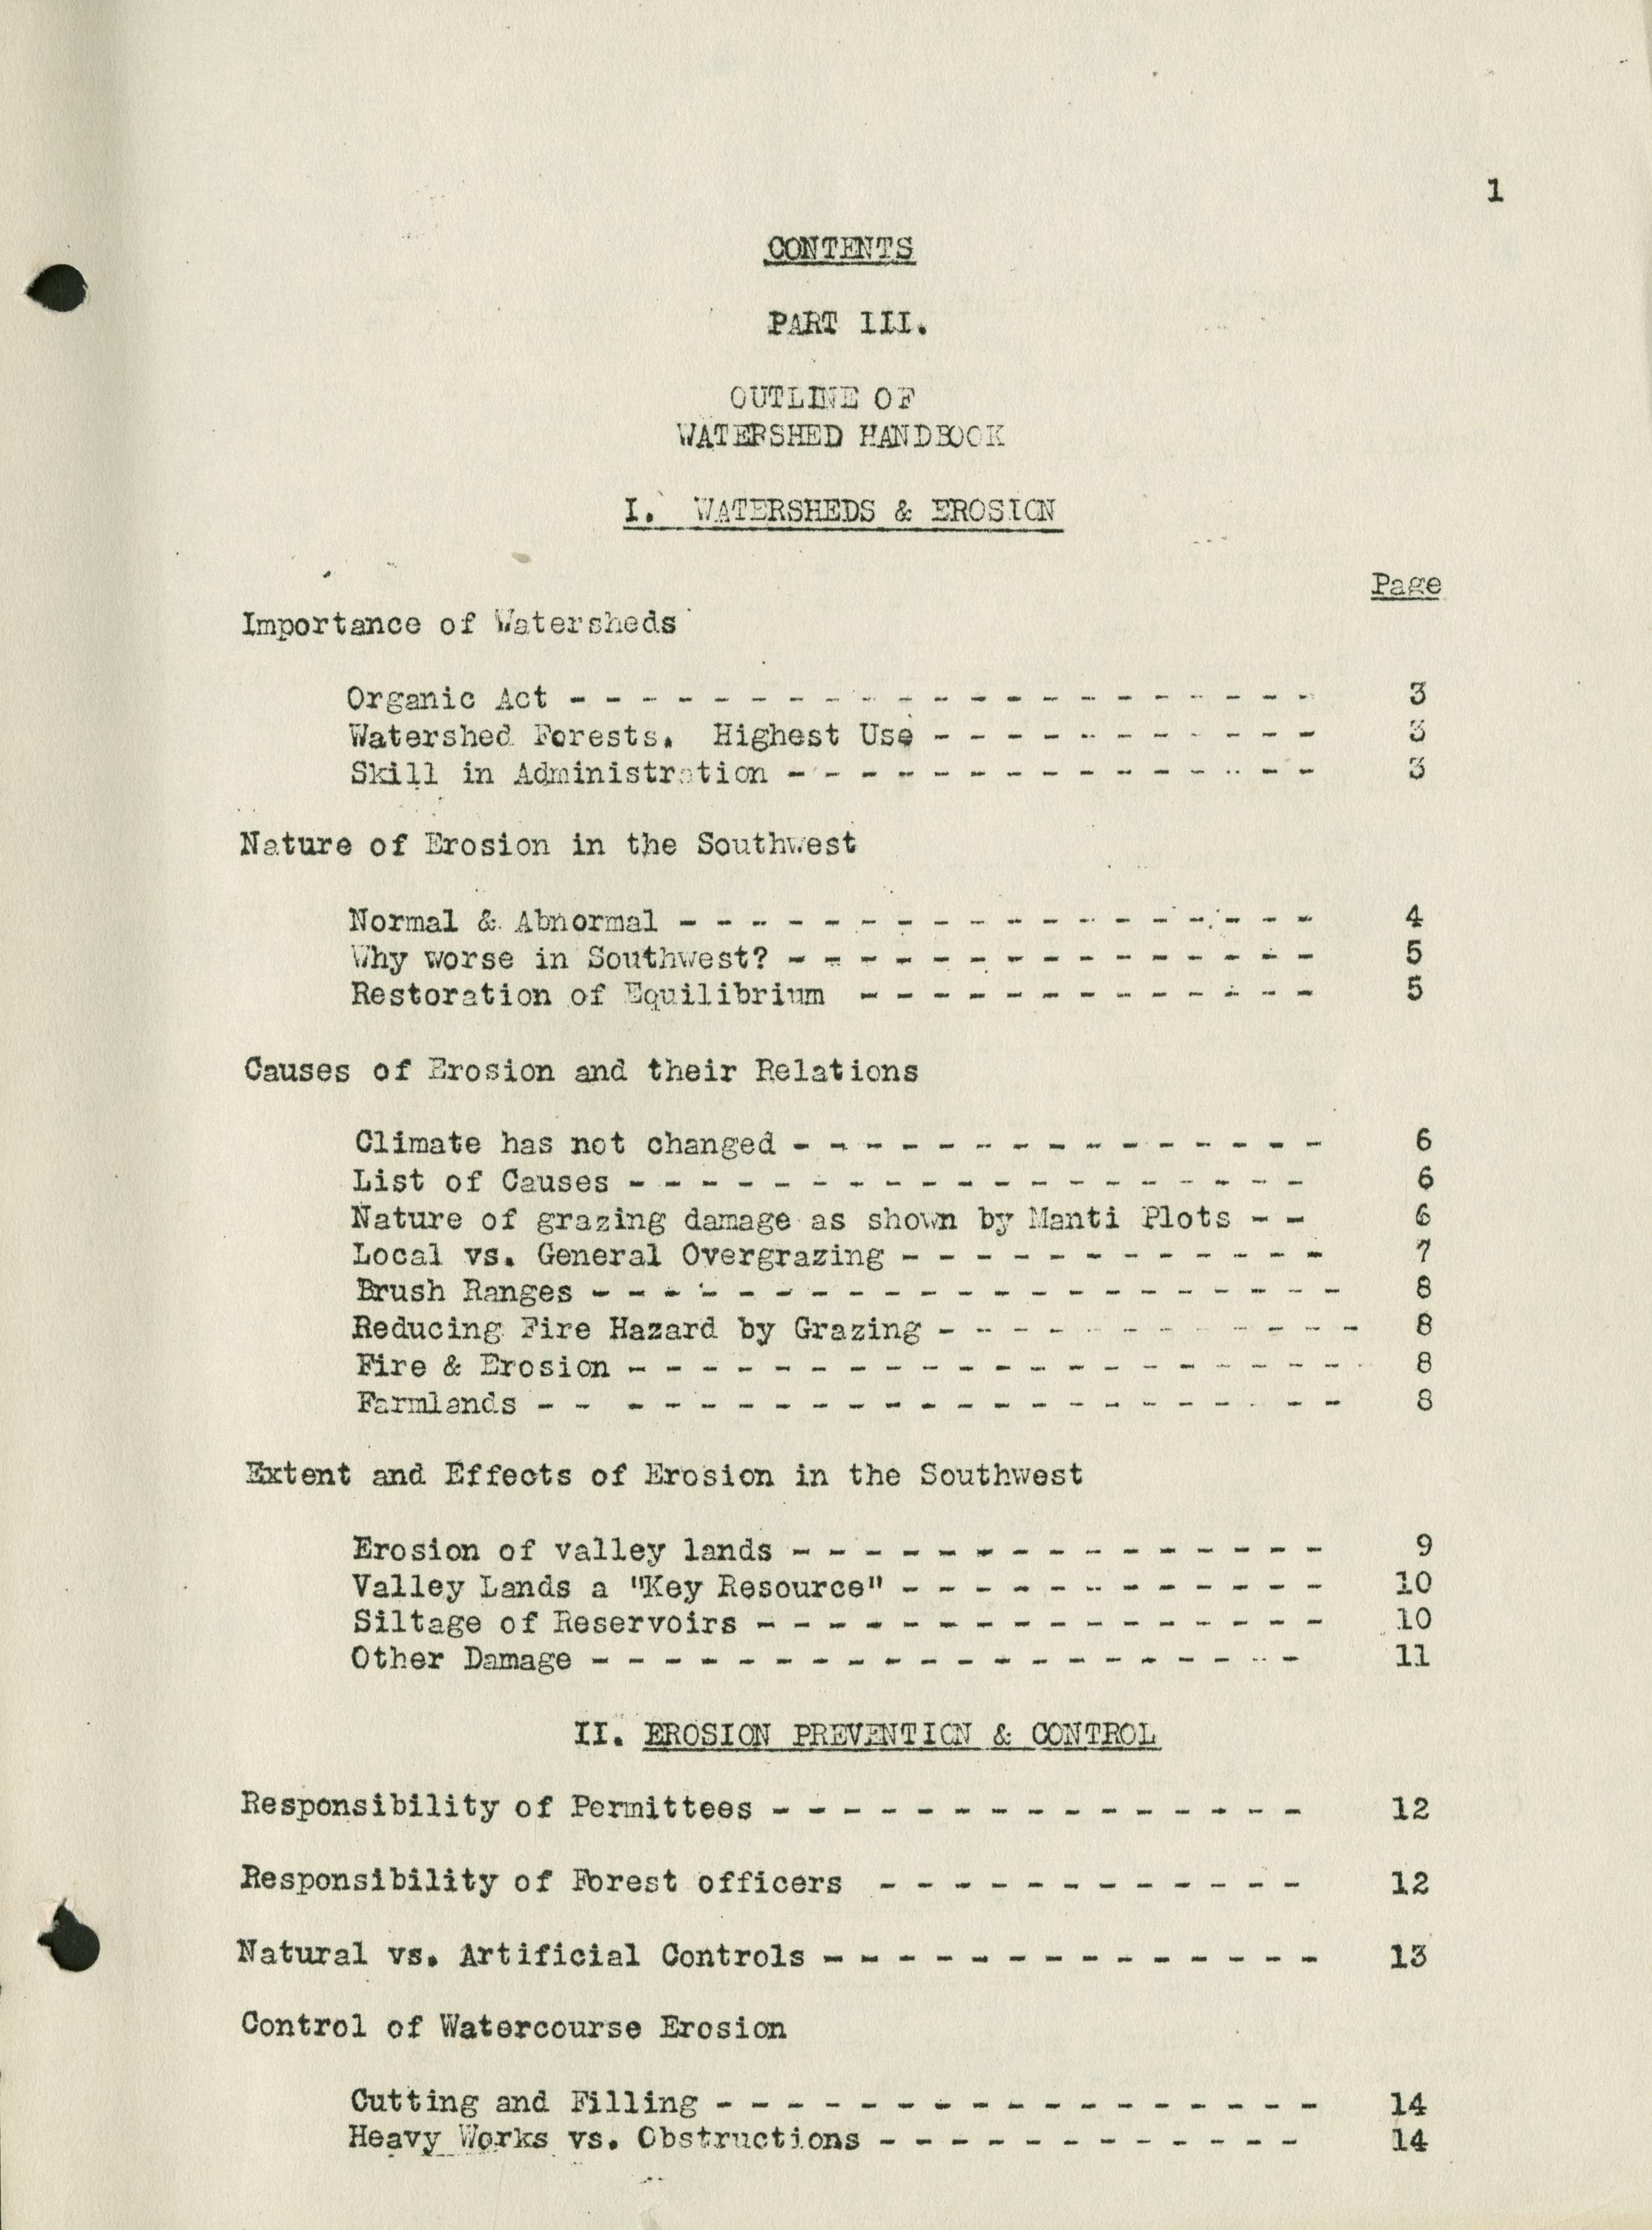 1
CONTENTS
PART III.
OUTLINE OF
WATERSHED HANDBOOK
I. WATERSHEDS & EROSION
Page
Importance of Watersheds
Organic Act - - - - - - - - - - - - - - - - - - - - - 3
Watershed Forests. Highest Use - - - - - - - - - - - 3
Skill in Administration - - - - - - - - - - - - - - - 3
Nature of Erosion in the Southwest
Normal & Abnormal - - - - - - - - - - - - - - - - - - 4
Why worse in Southwest? - - - - - - - - - - - - - - - 5
Restoration of Equilibrium - - - - - - - - - - - - - 5
Causes of Erosion and their Relations
Climate has not changed - - - - - - - - - - - - - - - 6
List of Causes - - - - - - - - - - - - - - - - - - - 6
Nature of grazing damage as shown by Manti Plots - - 6
Local vs. General Overgrazing - - - - - - - - - - - - 7
Brush Ranges - - - - - - - - - - - - - - - - - - - - - 8
Reducing Fire Hazard by Grazing - - - - - - - - - - - - 8
Fire & Erosion - - - - - - - - - - - - - - - - - - - - - 8
Farmlands - - - - - - - - - - - - - - - - - - - - - - 8
Extent and Effects of Erosion in the Southwest
Erosion of valley lands - - - - - - - - - - - - - - - 9
Valley Lands a "Key Resource" - - - - - - - - - - - - 10
Siltage of Reservoirs - - - - - - - - - - - - - - - - 10
Other Damage - - - - - - - - - - - - - - - - - - - - 11
II. EROSION PREVENTION & CONTROL
Responsibility of Permittees - - - - - - - - - - - - - - - 12
Responsibility of Forest officers - - - - - - - - - - - - 12
Natural vs. Artificial Controls - - - - - - - - - - - - - - 13
Control of Watercourse Erosion
Cutting and Filling - - - - - - - - - - - - - - - - - 14
Heavy Works vs. Obstructions - - - - - - - - - - - - 14